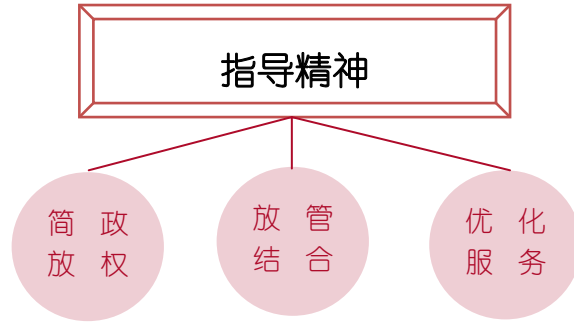 指导精神
简 政
放 权
放 管
结 合
优 化
服 务